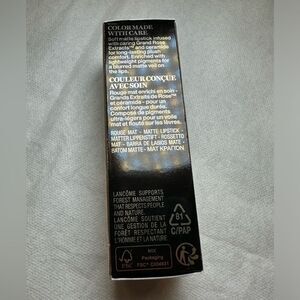 COLOR MADE
WITH CARE
Soft matte lipstick infused
with caring Grand Rose
Extracts™ and ceramide
for long-lasting plush
comfort. Enriched with
lightweight pigments for
a blurred matte veil on
the lips.
COULEUR CONÇUE
AVEC SOIN
Rouge mat enrichi en soin -
Grands Extraits de Rose™
et céramide - pour un
confort longue durée.
Composé de pigments
ultra-légers pour un voile
mat et flouté sur les lèvres.
ROUGE MAT - MATTE LIPSTICK
MATTER LIPPENSTIFT - ROSSETTO
MAT - BARRA DE LABIOS MATE -
BATOM MATTE - ΜΑΤ ΚΡΑΓΙΟΝ
LANCÔME SUPPORTS
FOREST MANAGEMENT
THAT RESPECTS PEOPLE
AND NATURE.
LANCÔME SOUTIENT
UNE GESTION DE LA
FORÊT RESPECTANT
L'HOMME ET LA NATURE
81
C/PAP
FSC
MIX
Packaging